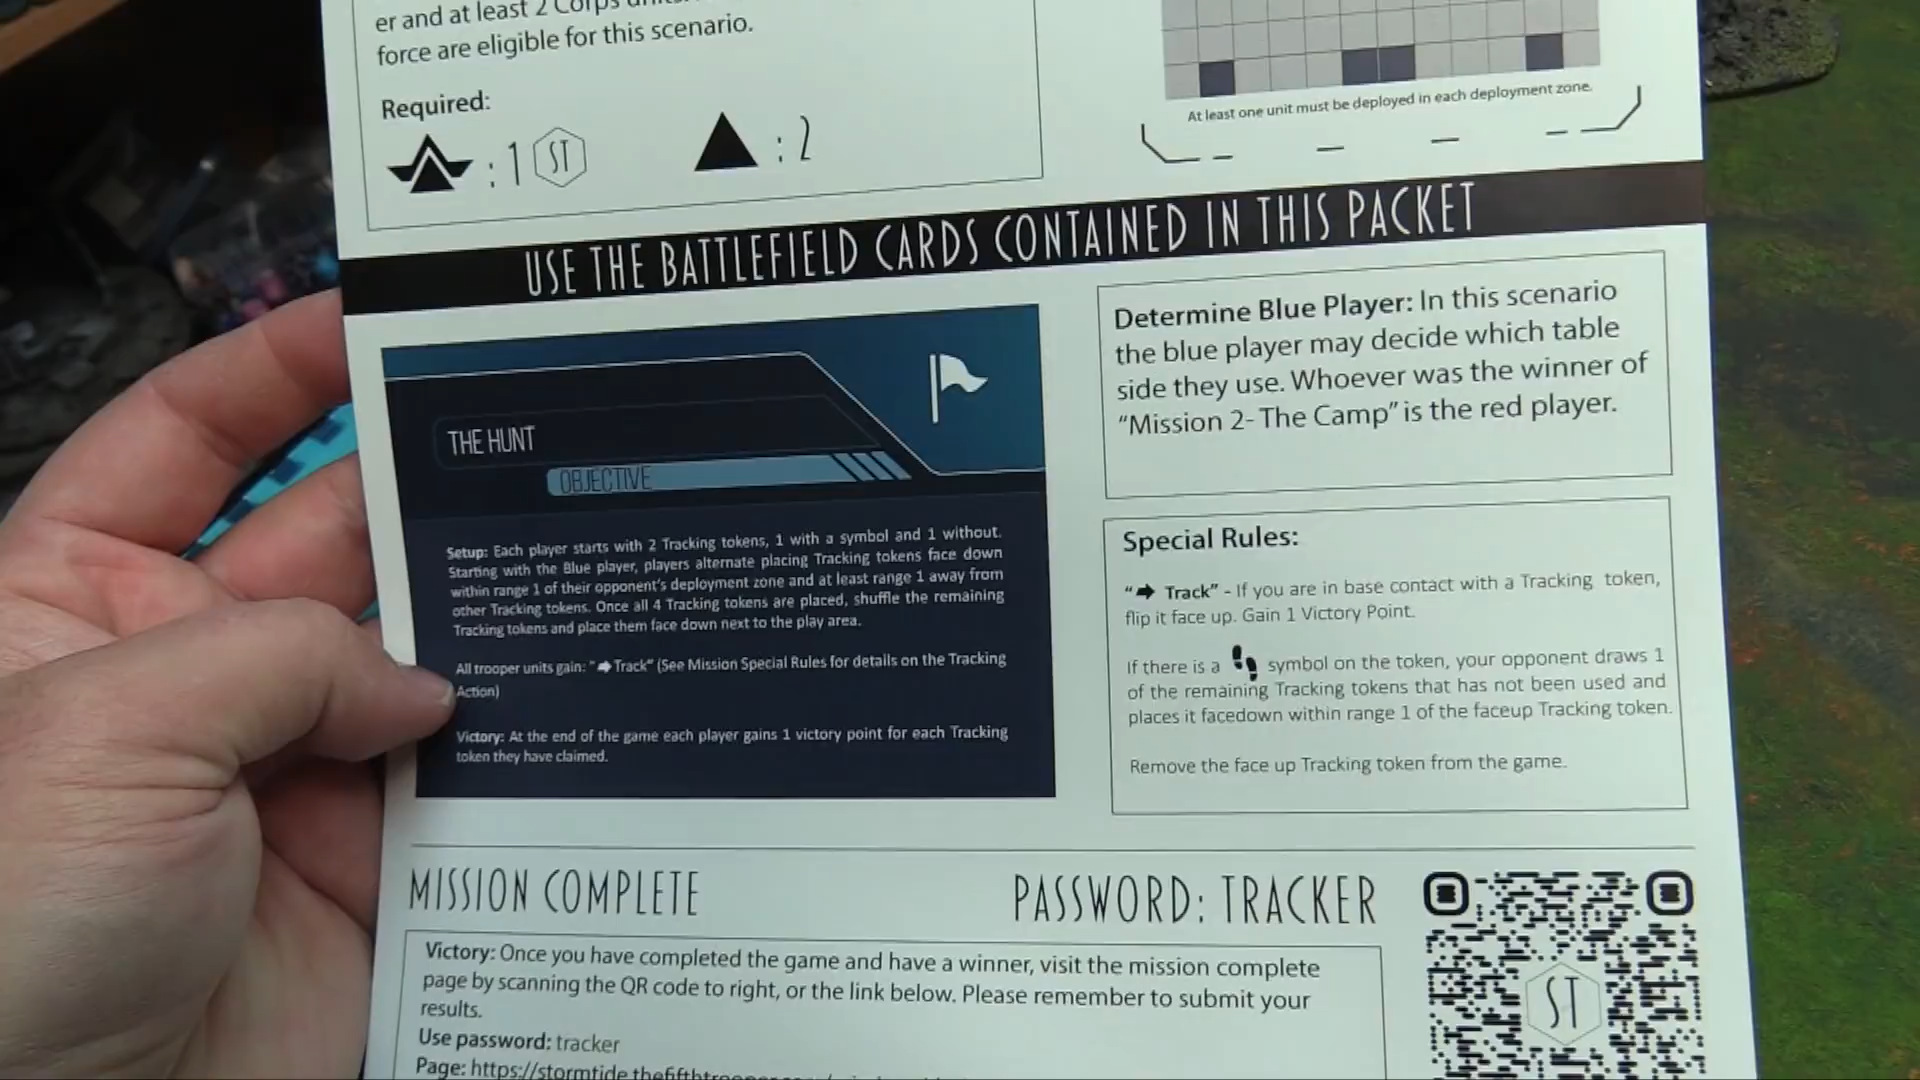 er and at least 2 Corps
force are eligible for this scenario.
Required:
: 1 ST : 2
At least one unit must be deployed in each deployment zone.
USE THE BATTLEFIELD CARDS CONTAINED IN THIS PACKET
THE HUNT
OBJECTIVE
Setup: Each player starts with 2 Tracking tokens, 1 with a symbol and 1 without.
Starting with the Blue player, players alternate placing Tracking tokens face down
within range 1 of their opponent's deployment zone and at least range 1 away from
other Tracking tokens. Once all 4 Tracking tokens are placed, shuffle the remaining
Tracking tokens and place them face down next to the play area.
All trooper units gain: "➡Track" (See Mission Special Rules for details on the Tracking
Action)
Victory: At the end of the game each player gains 1 victory point for each Tracking
token they have claimed.
Determine Blue Player: In this scenario
the blue player may decide which table
side they use. Whoever was the winner of
"Mission 2- The Camp" is the red player.
Special Rules:
"➡ Track" - If you are in base contact with a Tracking token,
flip it face up. Gain 1 Victory Point.
If there is a symbol on the token, your opponent draws 1
of the remaining Tracking tokens that has not been used and
places it facedown within range 1 of the faceup Tracking token.
Remove the face up Tracking token from the game.
MISSION COMPLETE
PASSWORD: TRACKER
Victory: Once you have completed the game and have a winner, visit the mission complete
page by scanning the QR code to right, or the link below. Please remember to submit your
results.
Use password: tracker
Page:
ST